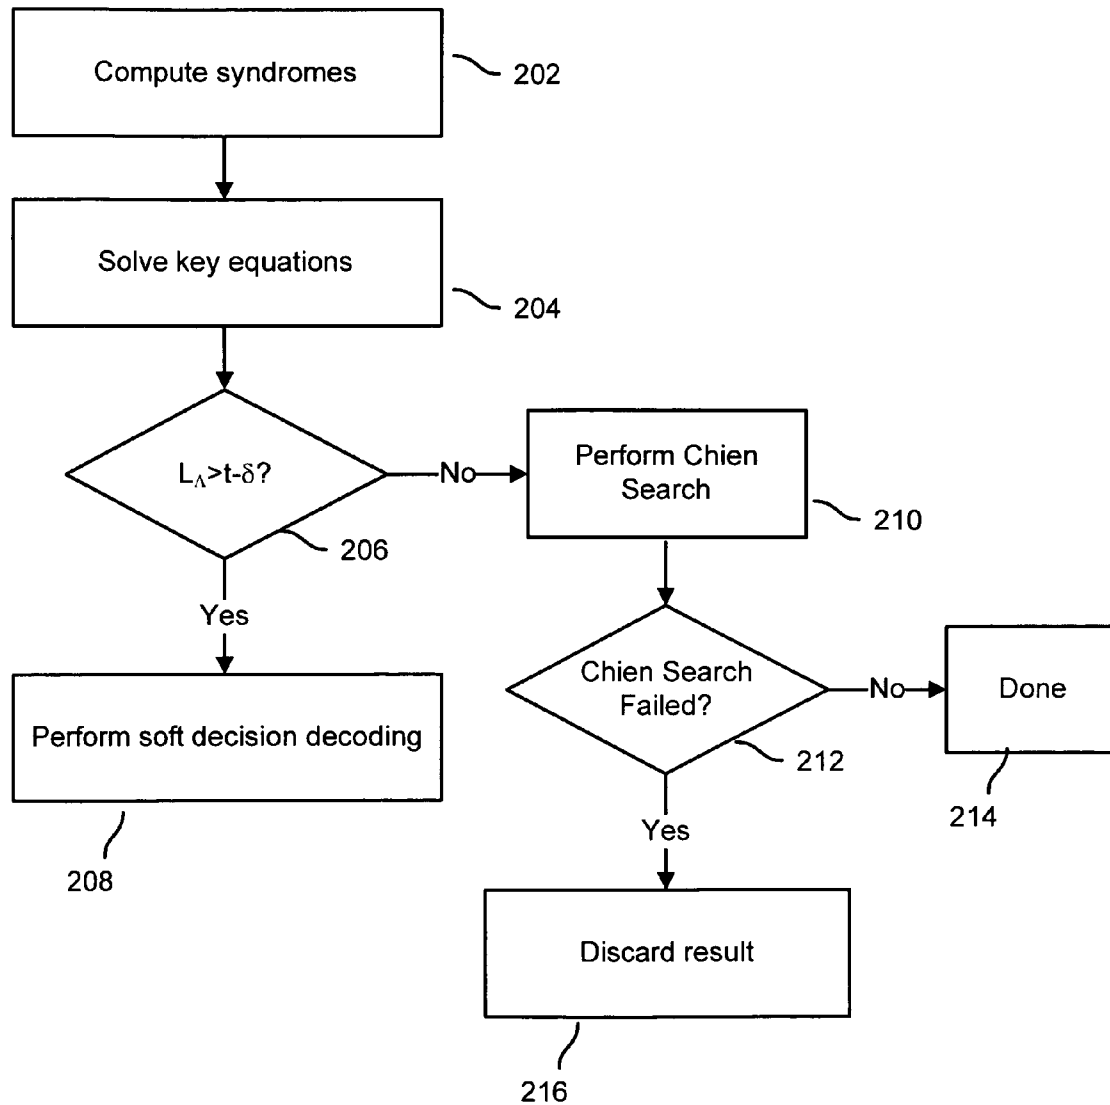 Compute syndromes
202
Solve key equations
204
L_Λ>t-δ?
206
No
Perform Chien
Search
210
Yes
Perform soft decision decoding
208
Chien Search
Failed?
212
No
Done
214
Yes
Discard result
216